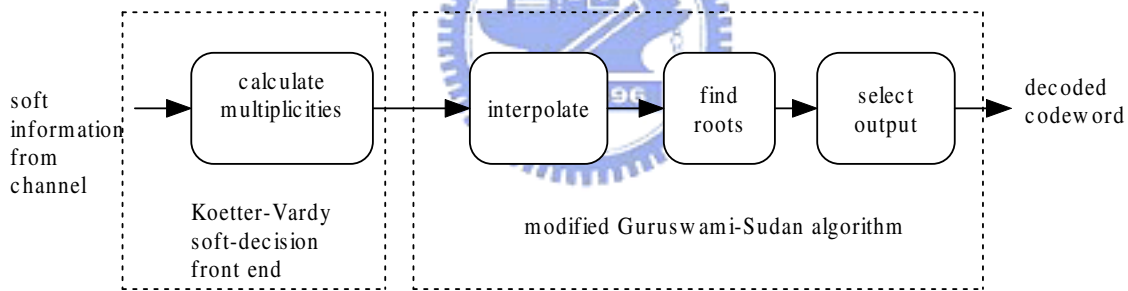 soft
information
from
channel
calculate
multiplicities
Koetter-Vardy
soft-decision
front end
interpolate
96
find
roots
select
output
modified Guruswami-Sudan algorithm
decoded
codeword